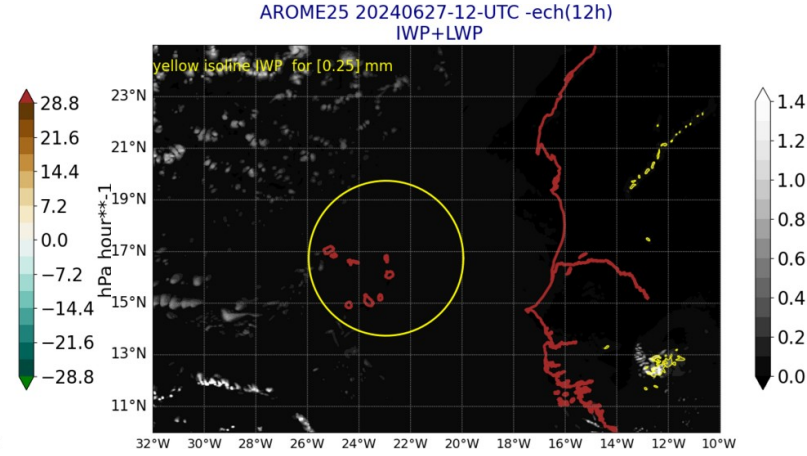 AROME25 20240627-12-UTC -ech(12h)
IWP+LWP
yellow isoline IWP  for [0.25] mm
28.8
21.6
14.4
7.2
0.0
−7.2
−14.4
−21.6
−28.8
hPa hour**-1
23°N
21°N
19°N
17°N
15°N
13°N
11°N
32°W 30°W 28°W 26°W 24°W 22°W 20°W 18°W 16°W 14°W 12°W 10°W
1.4
1.2
1.0
0.8
0.6
0.4
0.2
0.0